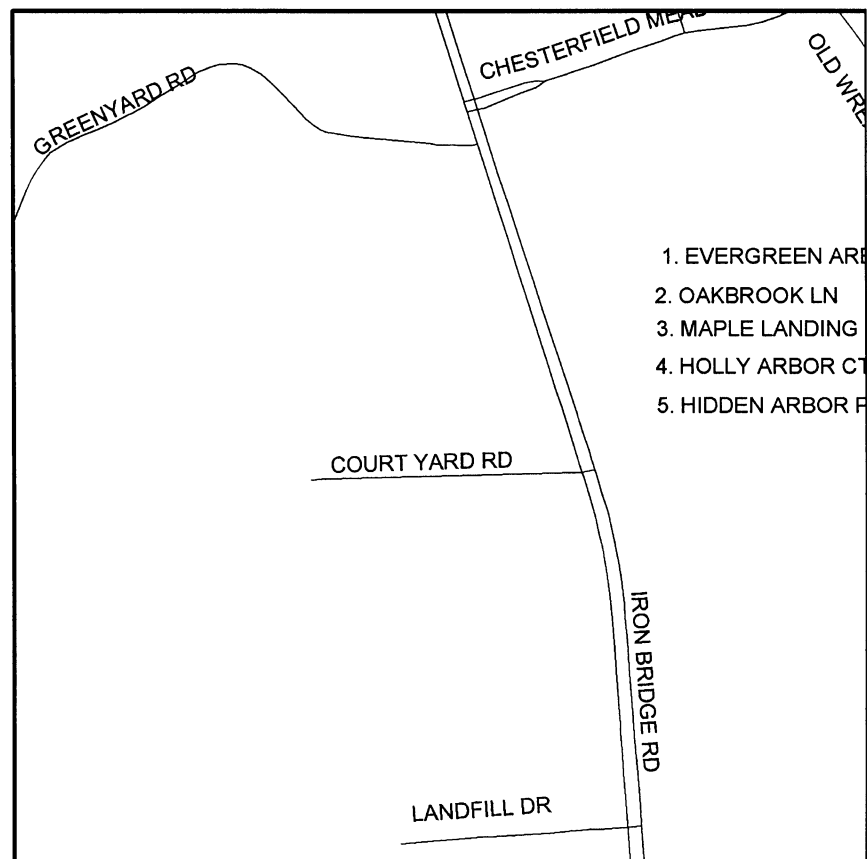 CHESTERFIELD
GREENYARD RD
OLD
1. EVERGREEN
2. OAKBROOK LN
3. MAPLE LANDING
4. HOLLY ARBOR CT
5. HIDDEN ARBOR
COURT YARD RD
IRON BRIDGE RD
LANDFILL DR